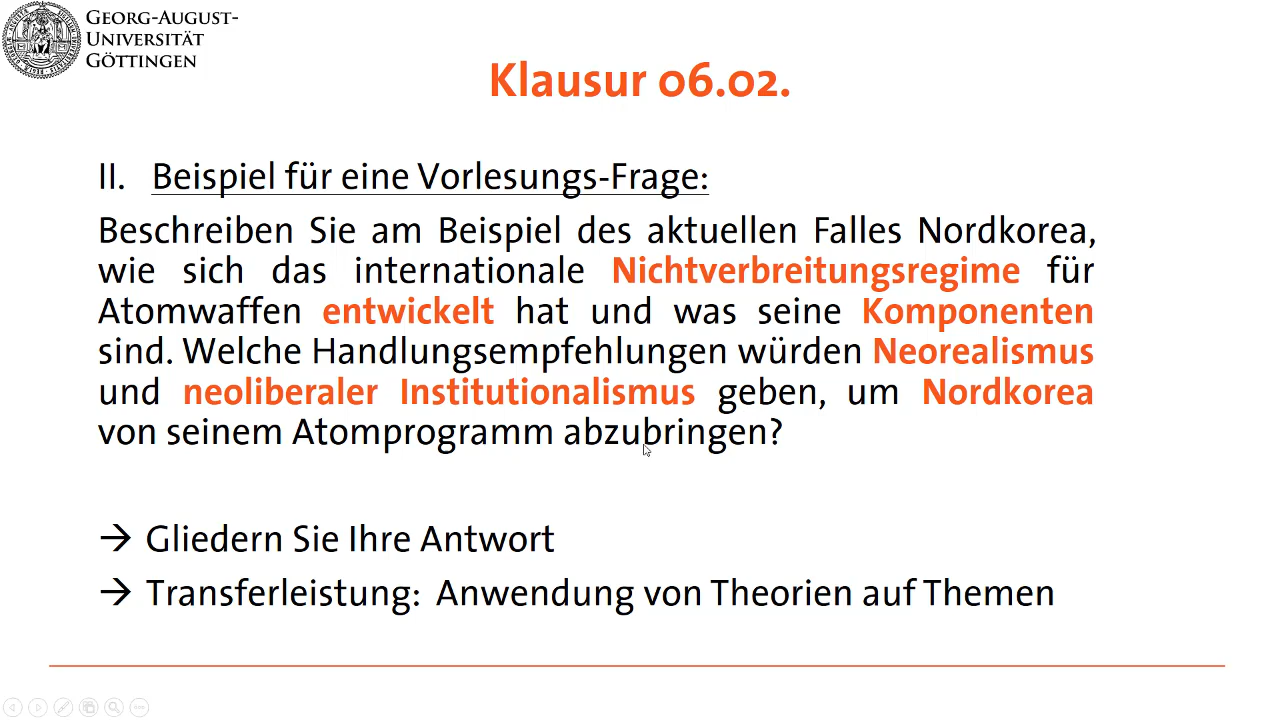 GEORG-AUGUST-
UNIVERSITÄT
GÖTTINGEN
Klausur 06.02.
II. Beispiel für eine Vorlesungs-Frage:
Beschreiben Sie am Beispiel des aktuellen Falles Nordkorea,
wie sich das internationale Nichtverbreitungsregime für
Atomwaffen entwickelt hat und was seine Komponenten
sind. Welche Handlungsempfehlungen würden Neorealismus
und neoliberaler Institutionalismus geben, um Nordkorea
von seinem Atomprogramm abzubringen?
→ Gliedern Sie Ihre Antwort
→ Transferleistung: Anwendung von Theorien auf Themen